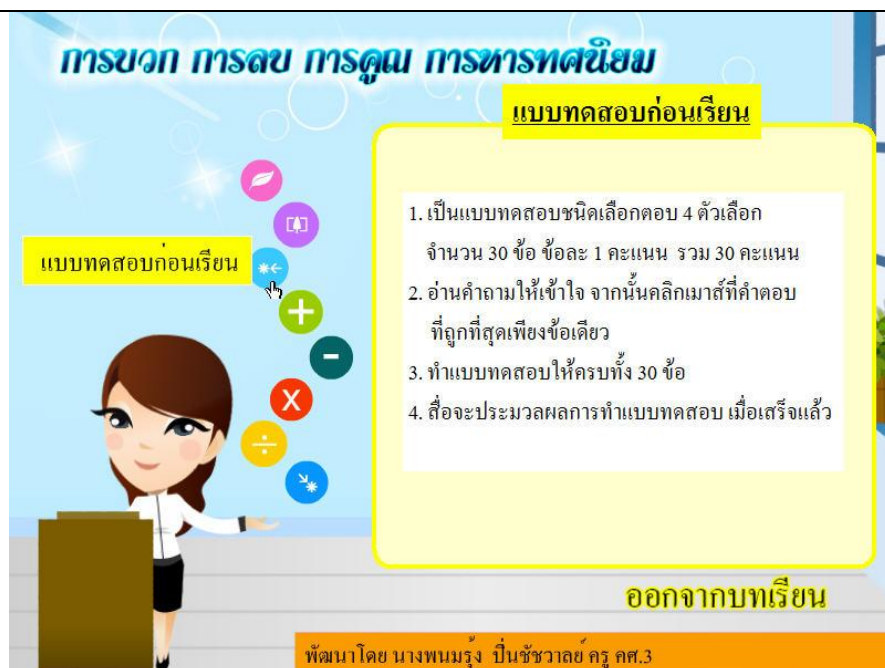 การบวก การลบ การคูณ การหารทศนิยม
แบบทดสอบก่อนเรียน
1. เป็นแบบทดสอบชนิดเลือกตอบ 4 ตัวเลือก
จำนวน 30 ข้อ ข้อละ 1 คะแนน รวม 30 คะแนน
แบบทดสอบก่อนเรียน
2. อ่านคำถามให้เข้าใจ จากนั้นคลิกเมาส์ที่คำตอบ
ที่ถูกที่สุดเพียงข้อเดียว
3. ทำแบบทดสอบให้ครบทั้ง 30 ข้อ
4. สื่อจะประมวลผลการทำแบบทดสอบ เมื่อเสร็จแล้ว
ออกจากบทเรียน
พัฒนาโดย นางพนมรุ้ง ปิ่นชัชวาลย์ ครู คศ.3